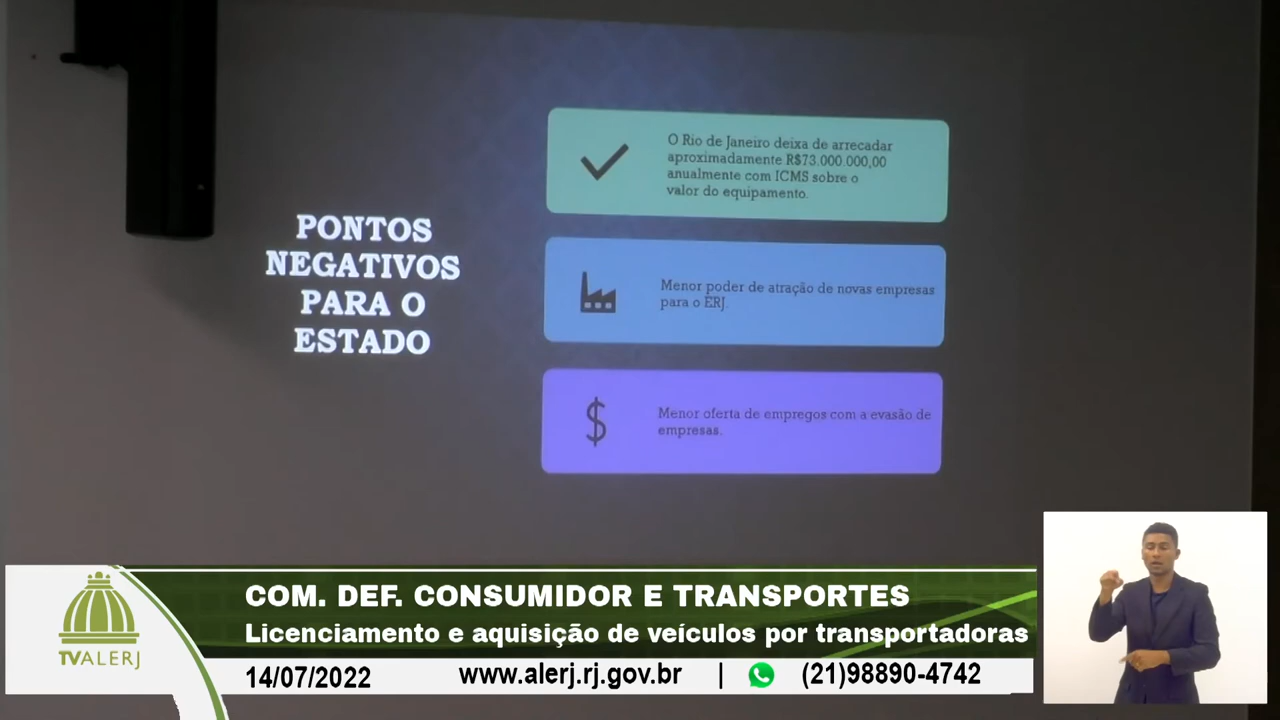 PONTOS
NEGATIVOS
PARA O
ESTADO
O Rio de Janeiro deixa de arrecadar
aproximadamente R$73.000.000,00
anualmente com ICMS sobre o
valor do equipamento.
Menor poder de atração de novas empresas
para o ERJ.
Menor oferta de empregos com a evasão de
empresas.
TVALERJ
COM. DEF. CONSUMIDOR E TRANSPORTES
Licenciamento e aquisição de veículos por transportadoras
14/07/2022 www.alerj.rj.gov.br | (21)98890-4742